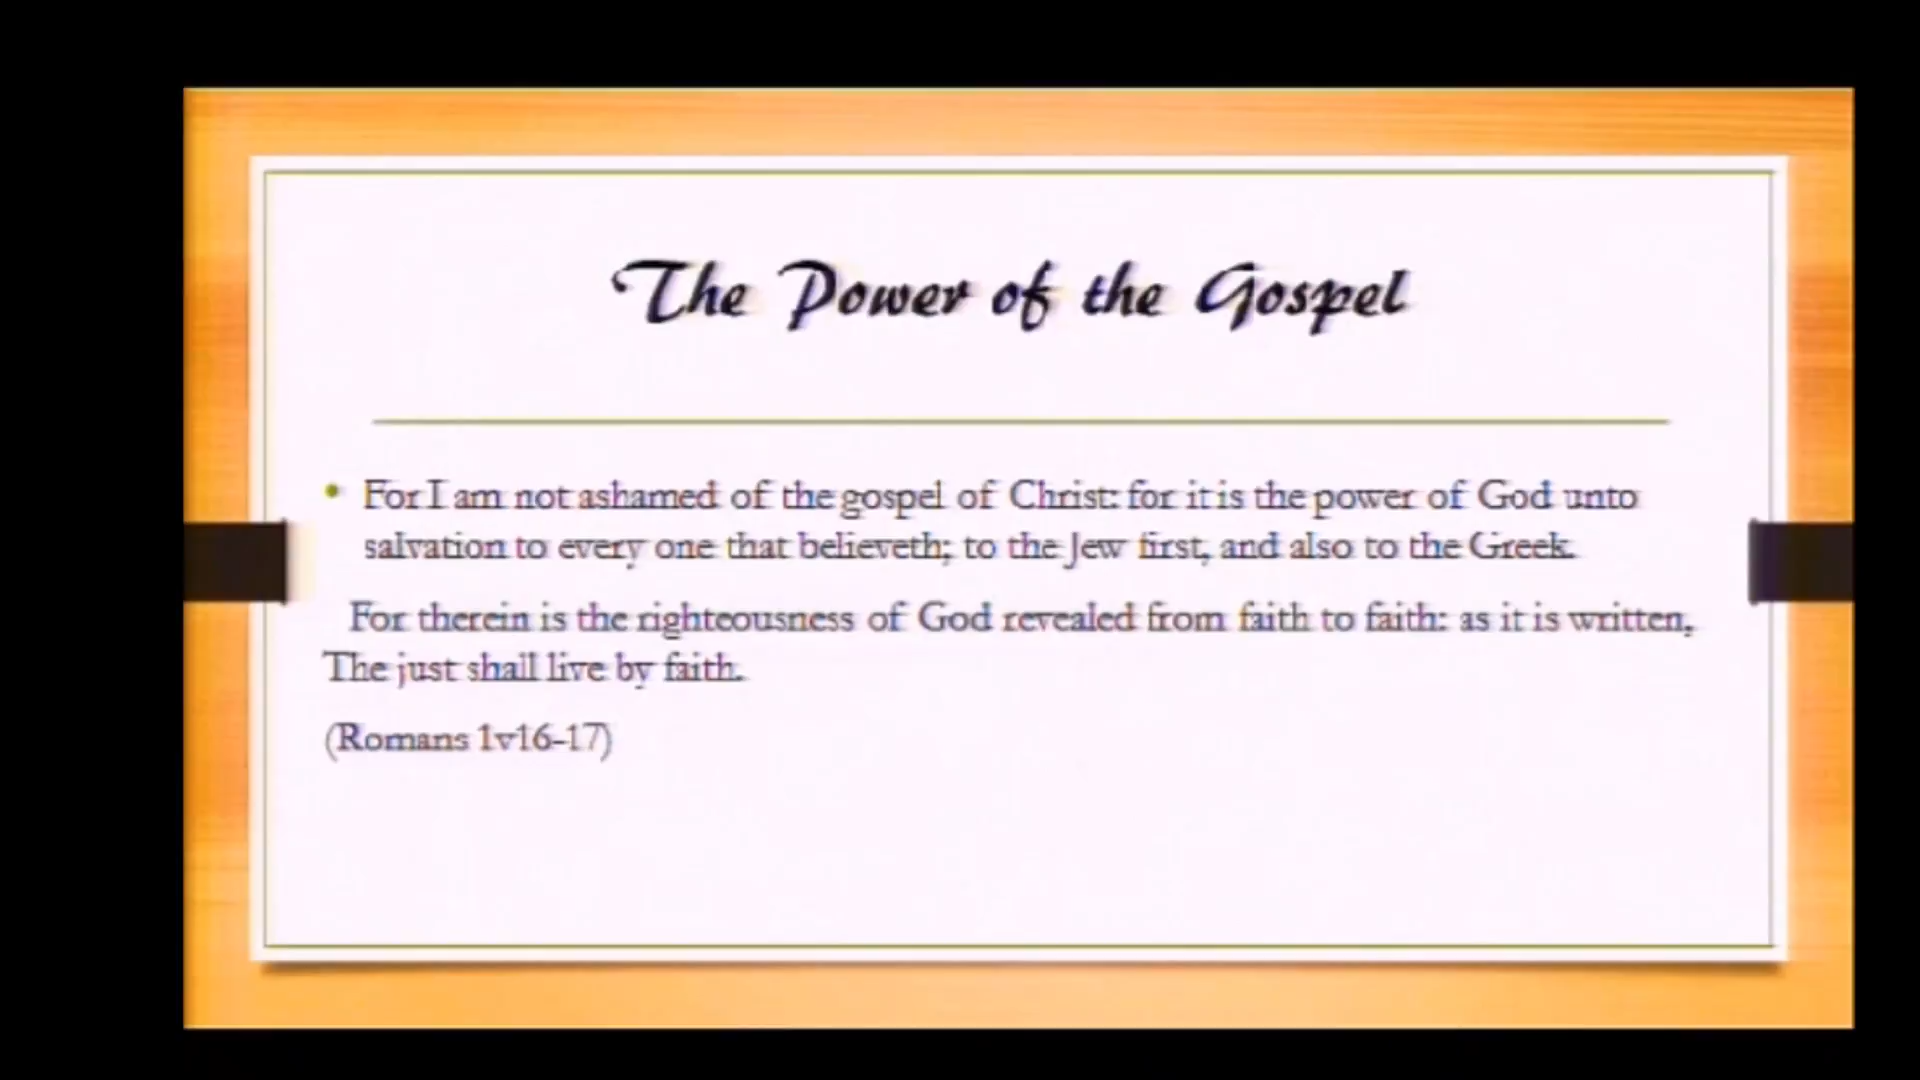 The Power of the Gospel
• For I am not ashamed of the gospel of Christ: for it is the power of God unto
salvation to every one that believeth; to the Jew first, and also to the Greek.
For therein is the righteousness of God revealed from faith to faith: as it is written,
The just shall live by faith.
(Romans 1v16-17)